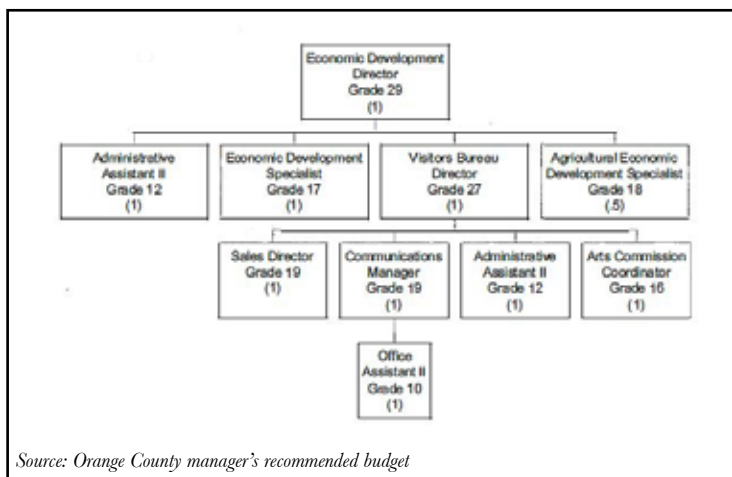 Economic Development
Director
Grade 29
(1)
Administrative
Assistant II
Grade 12
(1)
Economic Development
Specialist
Grade 17
(1)
Visitors Bureau
Director
Grade 27
(1)
Agricultural Economic
Development Specialist
Grade 18
(.5)
Sales Director
Grade 19
(1)
Communications
Manager
Grade 19
(1)
Administrative
Assistant II
Grade 12
(1)
Arts Commission
Coordinator
Grade 16
(1)
Office
Assistant II
Grade 10
(1)
Source: Orange County manager's recommended budget